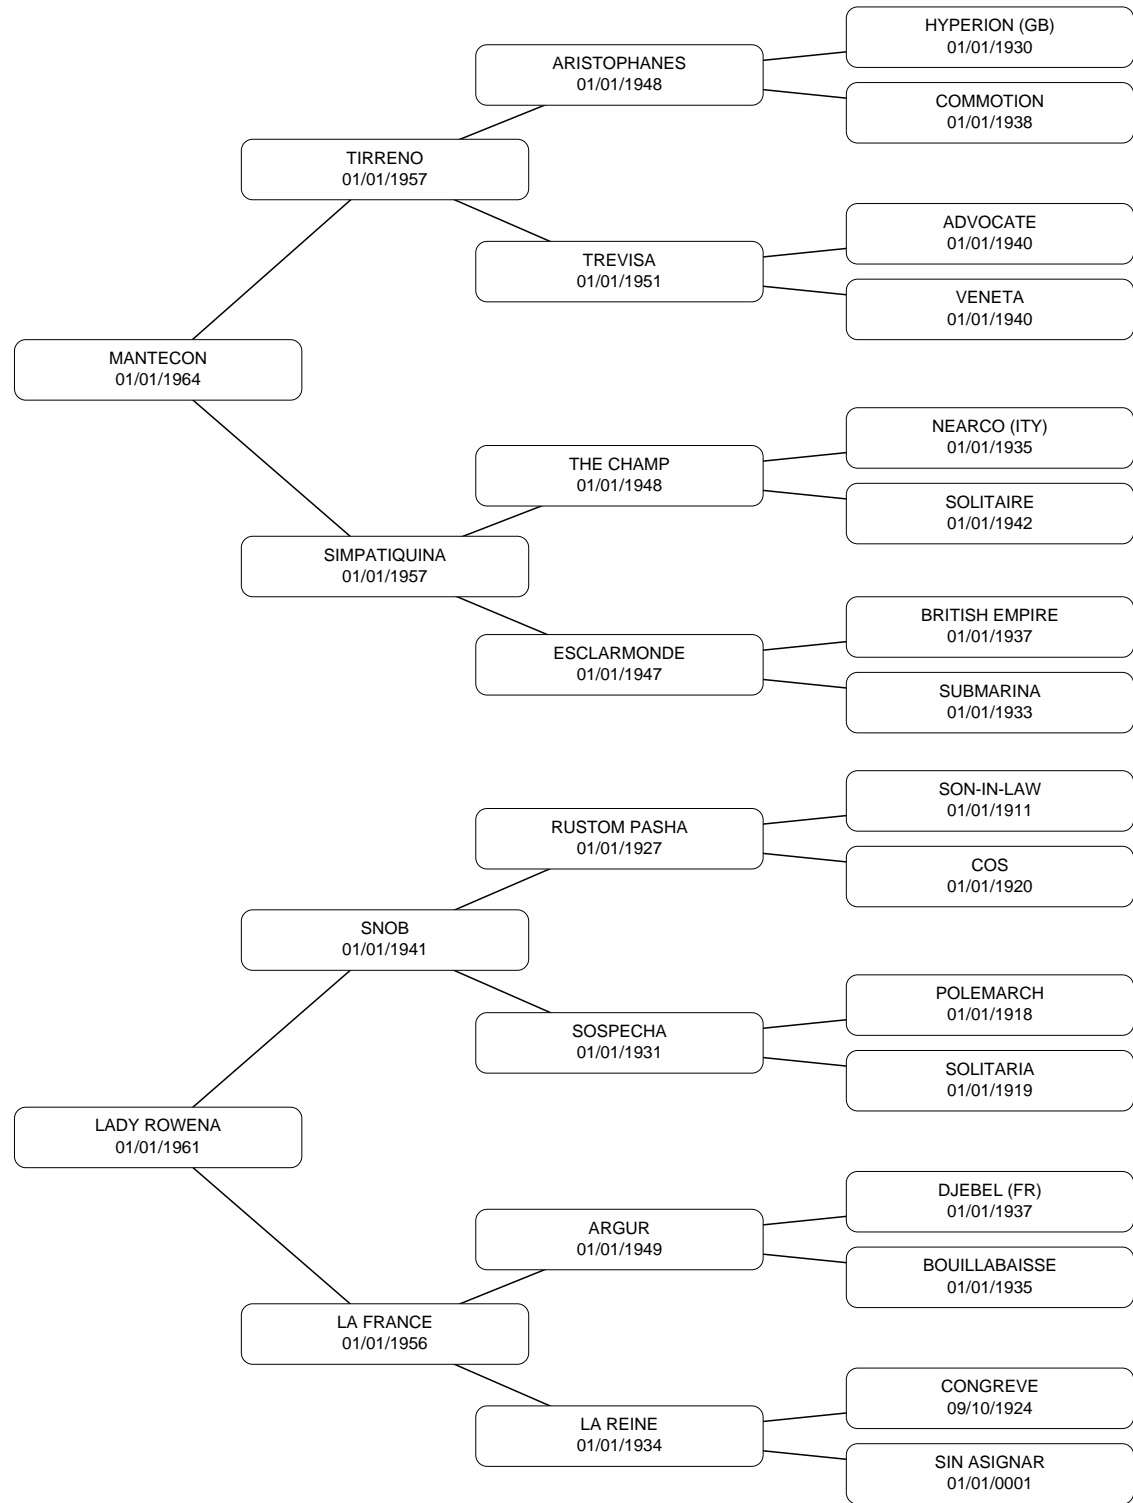 HYPERION (GB)
01/01/1930
ARISTOPHANES
01/01/1948
COMMOTION
01/01/1938
TIRRENO
01/01/1957
ADVOCATE
01/01/1940
TREVISA
01/01/1951
VENETA
01/01/1940
MANTECON
01/01/1964
NEARCO (ITY)
01/01/1935
THE CHAMP
01/01/1948
SOLITAIRE
01/01/1942
SIMPATIQUINA
01/01/1957
BRITISH EMPIRE
01/01/1937
ESCLARMONDE
01/01/1947
SUBMARINA
01/01/1933
SON-IN-LAW
01/01/1911
RUSTOM PASHA
01/01/1927
COS
01/01/1920
SNOB
01/01/1941
POLEMARCH
01/01/1918
SOSPECHA
01/01/1931
SOLITARIA
01/01/1919
LADY ROWENA
01/01/1961
DJEBEL (FR)
01/01/1937
ARGUR
01/01/1949
BOUILLABAISSE
01/01/1935
LA FRANCE
01/01/1956
CONGREVE
09/10/1924
LA REINE
01/01/1934
SIN ASIGNAR
01/01/0001